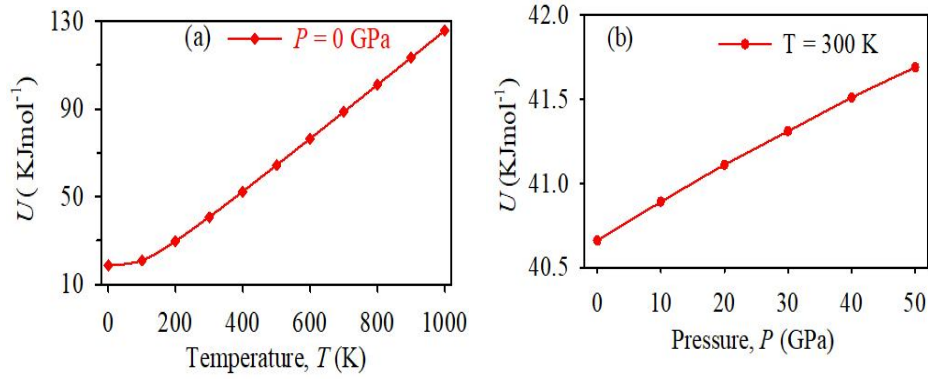 (a) P = 0 GPa
130
90
50
10
U ( KJmol⁻¹)
0 200 400 600 800 1000
Temperature, T (K)
(b) T = 300 K
42.0
41.5
41.0
40.5
U (KJmol⁻¹)
0 10 20 30 40 50
Pressure, P (GPa)